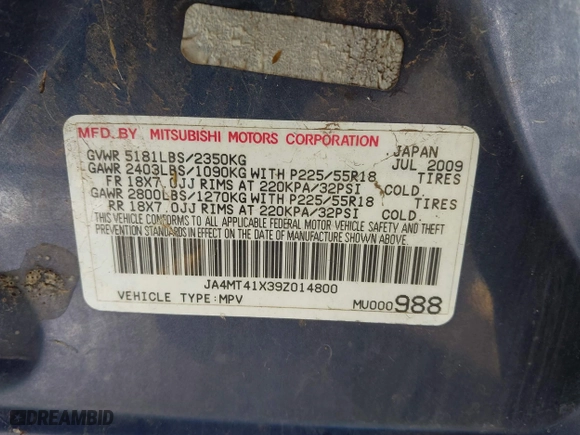 MFD. BY MITSUBISHI MOTORS CORPORATION
GVWR 5181LBS/2350KG JAPAN
GAWR 2403LBS/1090KG WITH P225/55R18 JUL 2009
FR 18X7.0JJ RIMS AT 220KPA/32PSI TIRES COLD.
GAWR 2800LBS/1270KG WITH P225/55R18 TIRES
RR 18X7.0JJ RIMS AT 220KPA/32PSI COLD.
THIS VEHICLE CONFORMS TO ALL APPLICABLE FEDERAL MOTOR VEHICLE SAFETY AND THEFT
PREVENTION STANDARDS IN EFFECT ON THE DATE OF MANUFACTURE SHOWN ABOVE.
JA4MT41X39Z014800
VEHICLE TYPE:MPV MU000988
DREAMBID